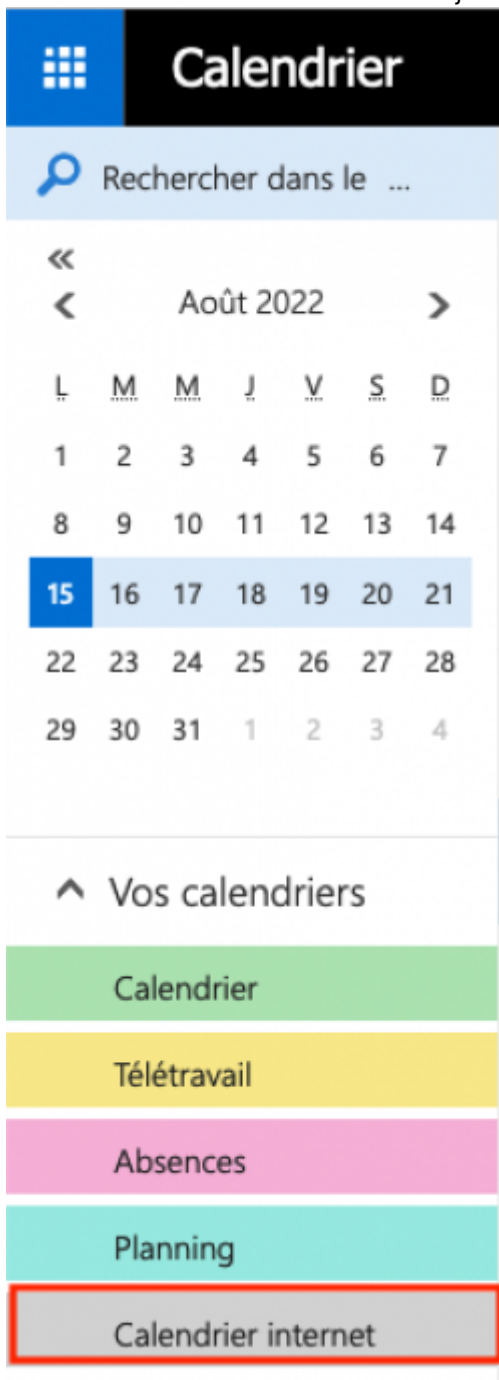 Calendrier
Rechercher dans le ...
«
< Août 2022 >
L M M J V S D
1 2 3 4 5 6 7
8 9 10 11 12 13 14
15 16 17 18 19 20 21
22 23 24 25 26 27 28
29 30 31 1 2 3 4
Vos calendriers
Calendrier
Télétravail
Absences
Planning
Calendrier internet